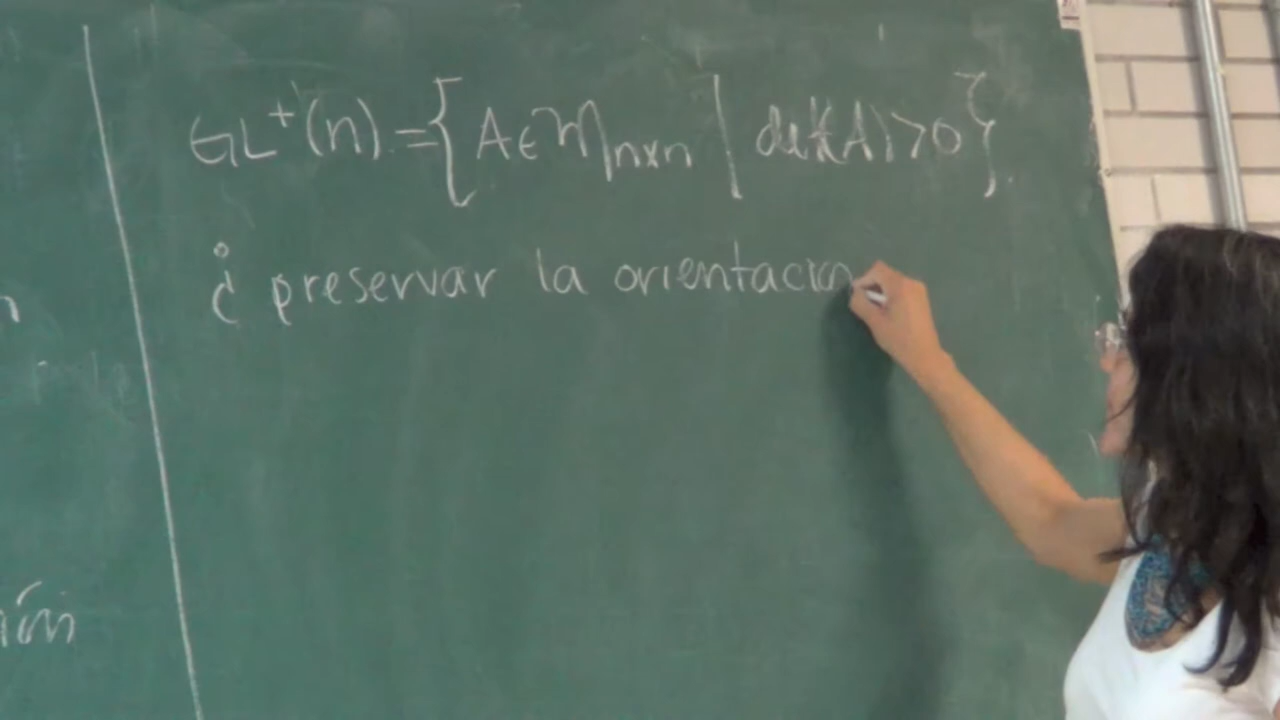 GL⁺(n) = { A ∈ M_{n×n} | det(A) > 0 }
¿ preservar la orientacion